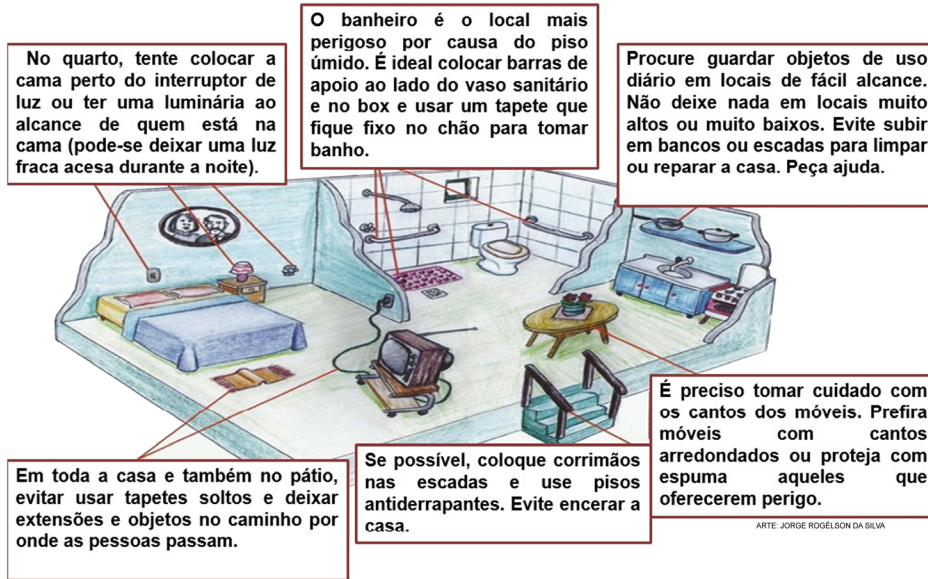 No quarto, tente colocar a
cama perto do interruptor de
luz ou ter uma luminária ao
alcance de quem está na
cama (pode-se deixar uma luz
fraca acesa durante a noite).
O banheiro é o local mais
perigoso por causa do piso
úmido. É ideal colocar barras de
apoio ao lado do vaso sanitário
e no box e usar um tapete que
fique fixo no chão para tomar
banho.
Procure guardar objetos de uso
diário em locais de fácil alcance.
Não deixe nada em locais muito
altos ou muito baixos. Evite subir
em bancos ou escadas para limpar
ou reparar a casa. Peça ajuda.
Em toda a casa e também no pátio,
evitar usar tapetes soltos e deixar
extensões e objetos no caminho por
onde as pessoas passam.
Se possível, coloque corrimãos
nas escadas e use pisos
antiderrapantes. Evite encerar a
casa.
É preciso tomar cuidado com
os cantos dos móveis. Prefira
móveis com cantos
arredondados ou proteja com
espuma aqueles que
oferecerem perigo.
ARTE: JORGE ROGÉLSON DA SILVA